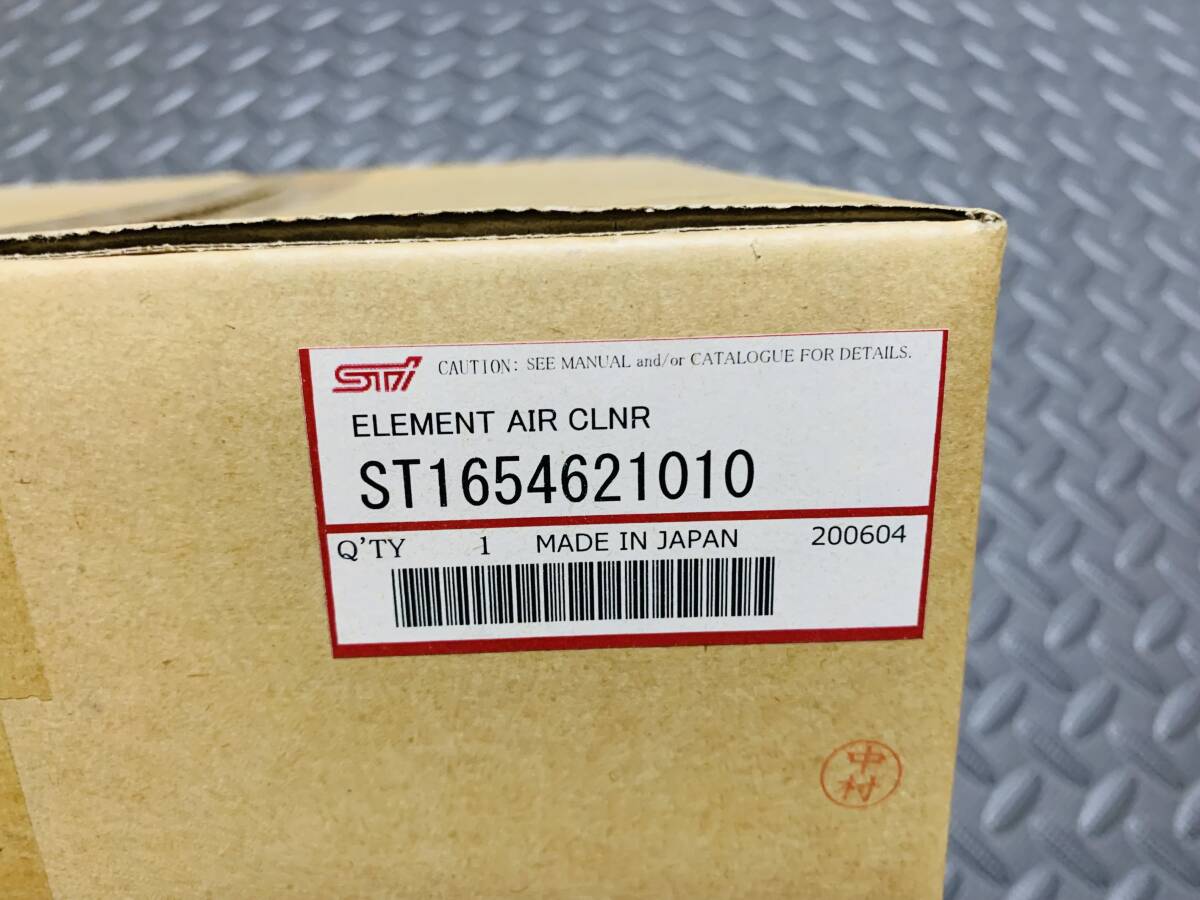 STi CAUTION: SEE MANUAL and/or CATALOGUE FOR DETAILS.
ELEMENT AIR CLNR
ST1654621010
Q'TY 1 MADE IN JAPAN 200604
中村